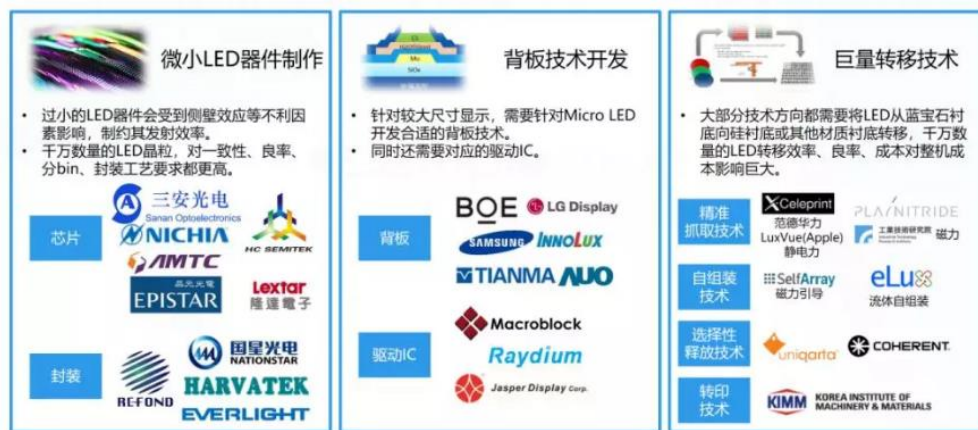 微小LED器件制作
• 过小的LED器件会受到侧壁效应等不利因
素影响，制约其发射效率。
• 千万数量的LED晶粒，对一致性、良率、
分bin、封装工艺要求都更高。
芯片
三安光电
Sanan Optoelectronics
NICHIA
HC SEMITEK
AMTC
晶元光電
EPISTAR
Lextar
隆達電子
封装
REFOND
国星光电
NATIONSTAR
HARVATEK
EVERLIGHT
背板技术开发
Mo
SiOx
• 针对较大尺寸显示，需要针对Micro LED
开发合适的背板技术。
• 同时还需要对应的驱动IC。
背板
BOE
LG Display
SAMSUNG
INNOLUX
TIANMA
AUO
驱动IC
Macroblock
Raydium
Jasper Display Corp.
巨量转移技术
• 大部分技术方向都需要将LED从蓝宝石衬
底向硅衬底或其他材质衬底转移，千万数
量的LED转移效率、良率、成本对整机成
本影响巨大。
精准
抓取技术
XCeleprint
范德华力
LuxVue(Apple)
静电力
PLAYNITRIDE
工業技術研究院
磁力
自组装
技术
SelfArray
磁力引导
eLux
流体自组装
选择性
释放技术
uniqarta
COHERENT.
转印
技术
KIMM
KOREA INSTITUTE OF
MACHINERY & MATERIALS